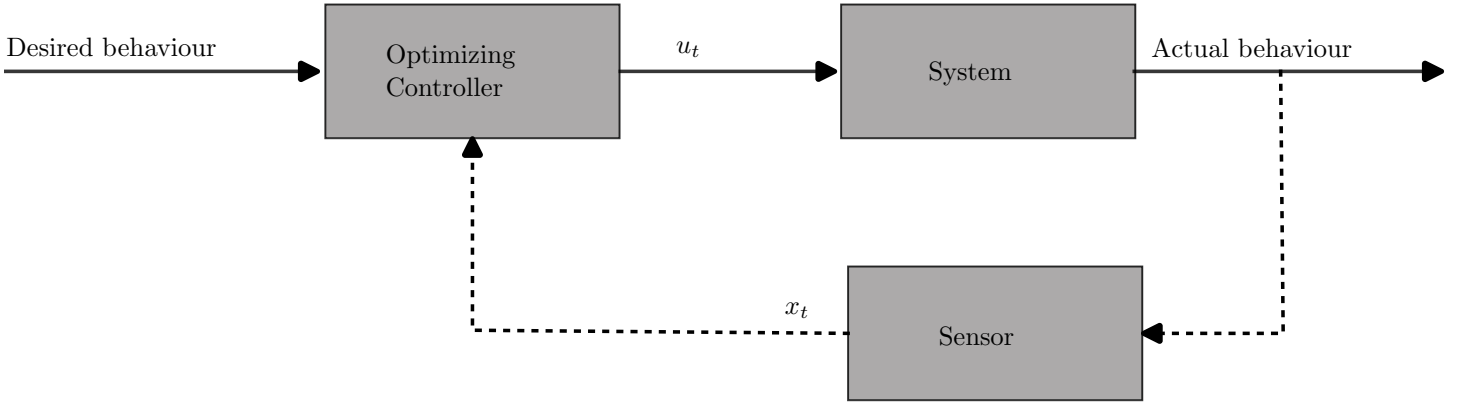 Desired behaviour
Optimizing
Controller
u_t
System
Actual behaviour
x_t
Sensor